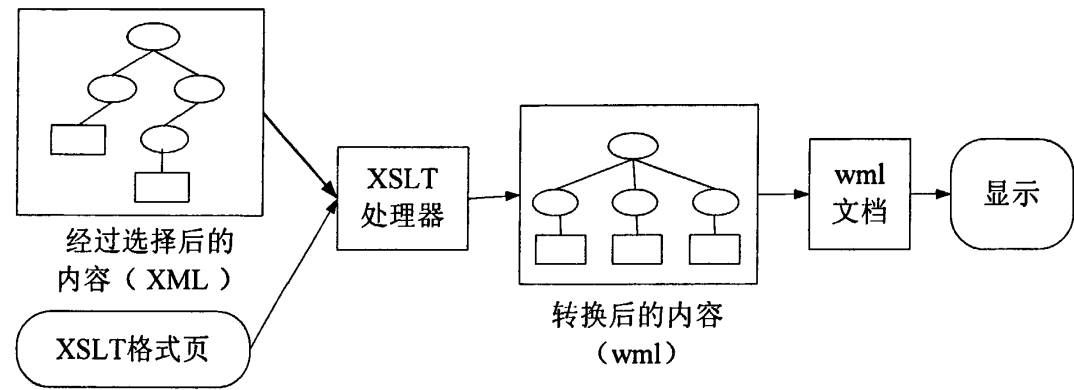 经过选择后的
内容（ XML ）
XSLT格式页
XSLT
处理器
转换后的内容
（wml）
wml
文档
显示